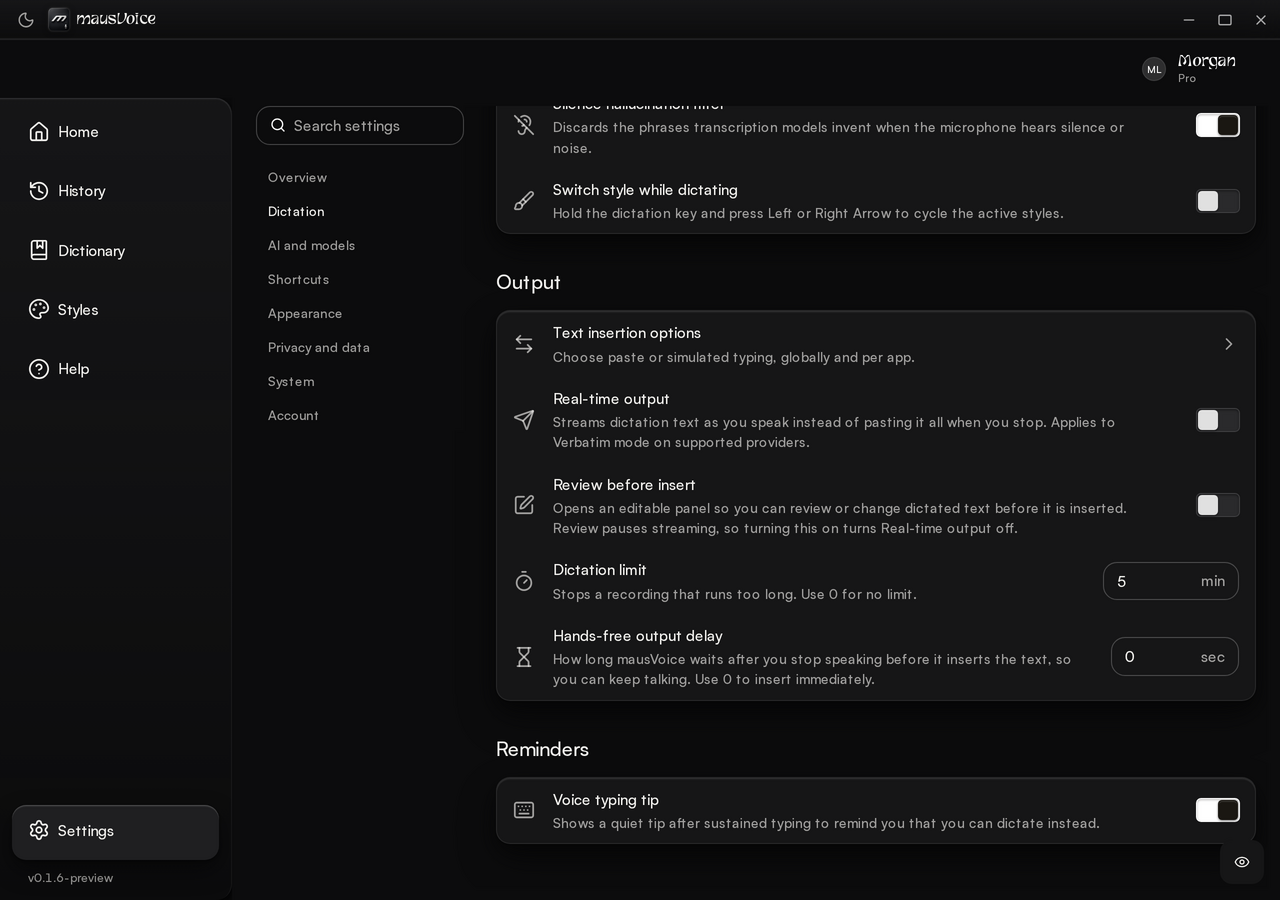 mausVoice
ML
Morgan
Pro
Home
History
Dictionary
Styles
Help
Settings
v0.1.6-preview
Search settings
Overview
Dictation
AI and models
Shortcuts
Appearance
Privacy and data
System
Account
Silence hallucination filter
Discards the phrases transcription models invent when the microphone hears silence or
noise.
Switch style while dictating
Hold the dictation key and press Left or Right Arrow to cycle the active styles.
Output
Text insertion options
Choose paste or simulated typing, globally and per app.
Real-time output
Streams dictation text as you speak instead of pasting it all when you stop. Applies to
Verbatim mode on supported providers.
Review before insert
Opens an editable panel so you can review or change dictated text before it is inserted.
Review pauses streaming, so turning this on turns Real-time output off.
Dictation limit
Stops a recording that runs too long. Use 0 for no limit.
5 min
Hands-free output delay
How long mausVoice waits after you stop speaking before it inserts the text, so
you can keep talking. Use 0 to insert immediately.
0 sec
Reminders
Voice typing tip
Shows a quiet tip after sustained typing to remind you that you can dictate instead.